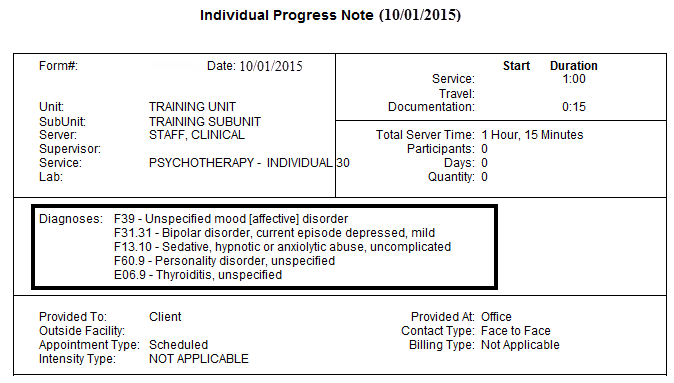 Individual Progress Note (10/01/2015)
Form#: Date: 10/01/2015
Start Duration
Service: 1:00
Travel:
Documentation: 0:15
Unit: TRAINING UNIT
SubUnit: TRAINING SUBUNIT
Server: STAFF, CLINICAL
Supervisor:
Service: PSYCHOTHERAPY - INDIVIDUAL 30
Lab:
Total Server Time: 1 Hour, 15 Minutes
Participants: 0
Days: 0
Quantity: 0
Diagnoses: F39 - Unspecified mood [affective] disorder
F31.31 - Bipolar disorder, current episode depressed, mild
F13.10 - Sedative, hypnotic or anxiolytic abuse, uncomplicated
F60.9 - Personality disorder, unspecified
E06.9 - Thyroiditis, unspecified
Provided To: Client
Outside Facility:
Appointment Type: Scheduled
Intensity Type: NOT APPLICABLE
Provided At: Office
Contact Type: Face to Face
Billing Type: Not Applicable